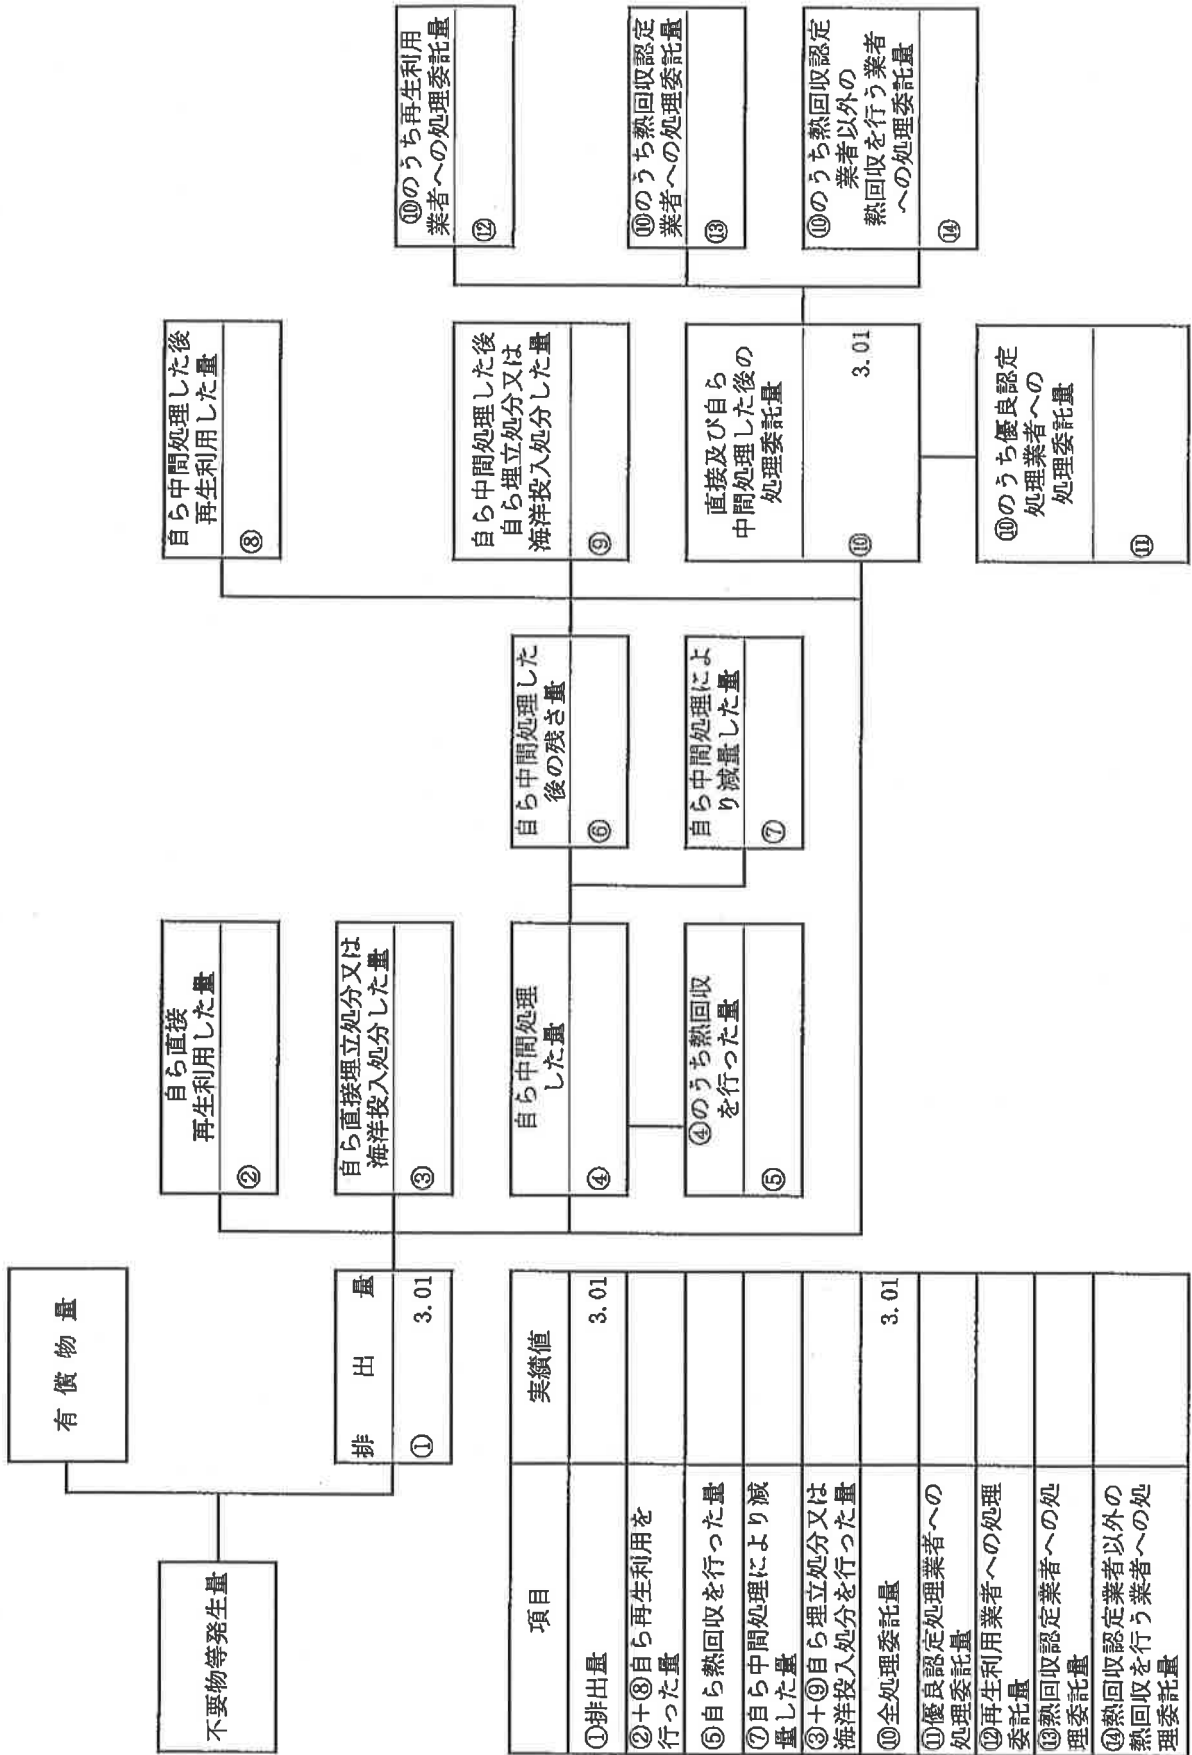 不要物等発生量
有償物量
排出量
① 3.01
自ら直接
再生利用した量
②
自ら直接埋立処分又は
海洋投入処分した量
③
自ら中間処理
した量
④
④のうち熱回収
を行った量
⑤
自ら中間処理した
後の残さ量
⑥
自ら中間処理によ
り減量した量
⑦
自ら中間処理した後
再生利用した量
⑧
自ら中間処理した後
自ら埋立処分又は
海洋投入処分した量
⑨
直接及び自ら
中間処理した後の
処理委託量
⑩ 3.01
⑩のうち優良認定
処理業者への
処理委託量
⑪
⑩のうち再生利用
業者への処理委託量
⑫
⑩のうち熱回収認定
業者への処理委託量
⑬
⑩のうち熱回収認定
業者以外の
熱回収を行う業者
への処理委託量
⑭
項目 実績値
①排出量 3.01
②+⑧自ら再生利用を
行った量
⑤自ら熱回収を行った量
⑦自ら中間処理により減
量した量
③+⑨自ら埋立処分又は
海洋投入処分を行った量
⑩全処理委託量 3.01
⑪優良認定処理業者への
処理委託量
⑫再生利用業者への処理
委託量
⑬熱回収認定業者への処
理委託量
⑭熱回収認定業者以外の
熱回収を行う業者への処
理委託量